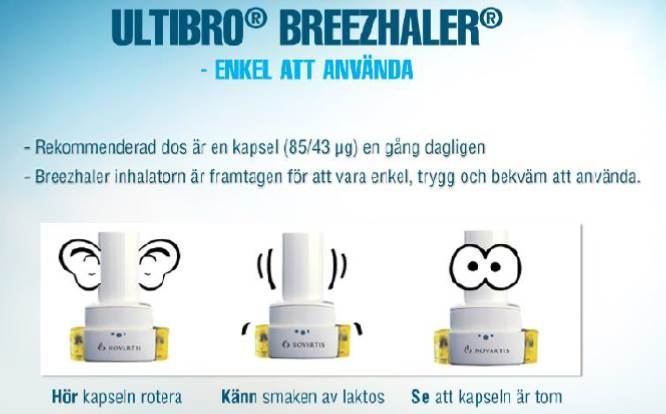 ULTIBRO® BREEZHALER®
- ENKEL ATT ANVÄNDA
- Rekommenderad dos är en kapsel (85/43 µg) en gång dagligen
- Breezhaler inhalatorn är framtagen för att vara enkel, trygg och bekväm att använda.
NOVARTIS NOVARTIS NOVARTIS
Hör kapseln rotera Känn smaken av laktos Se att kapseln är tom